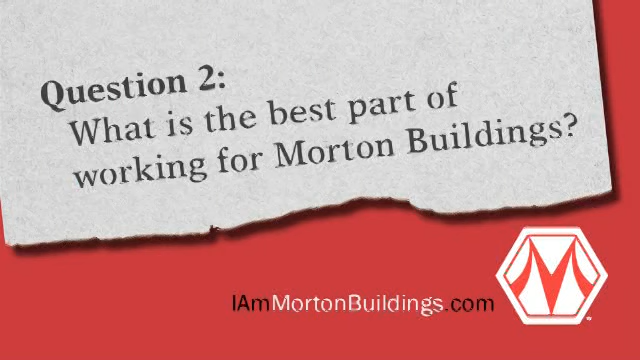 Question 2:
What is the best part of
working for Morton Buildings?
IAmMortonBuildings.com